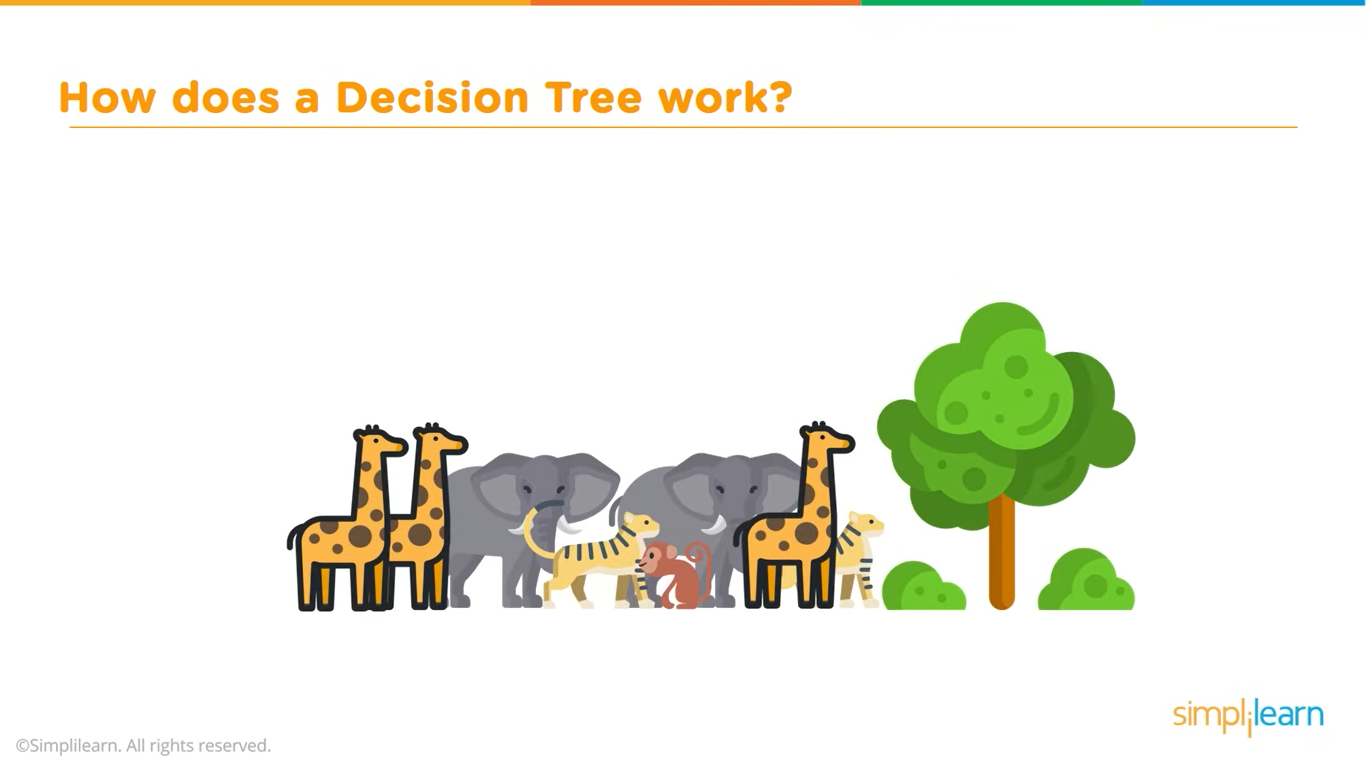 How does a Decision Tree work?
simplilearn
©Simplilearn. All rights reserved.